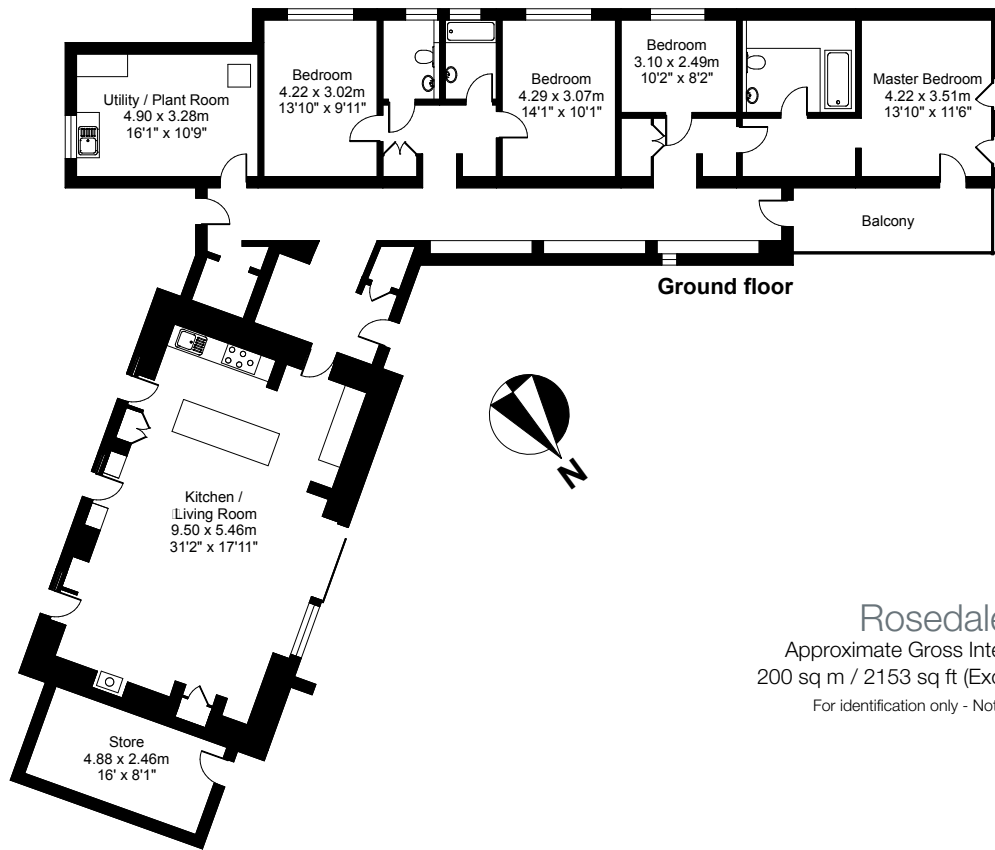 Utility / Plant Room
4.90 x 3.28m
16'1" x 10'9"
Bedroom
4.22 x 3.02m
13'10" x 9'11"
Bedroom
4.29 x 3.07m
14'1" x 10'1"
Bedroom
3.10 x 2.49m
10'2" x 8'2"
Master Bedroom
4.22 x 3.51m
13'10" x 11'6"
Balcony
Ground floor
N
Kitchen /
Living Room
9.50 x 5.46m
31'2" x 17'11"
Store
4.88 x 2.46m
16' x 8'1"
Rosedale
Approximate Gross Inte
200 sq m / 2153 sq ft (Exc
For identification only - Not